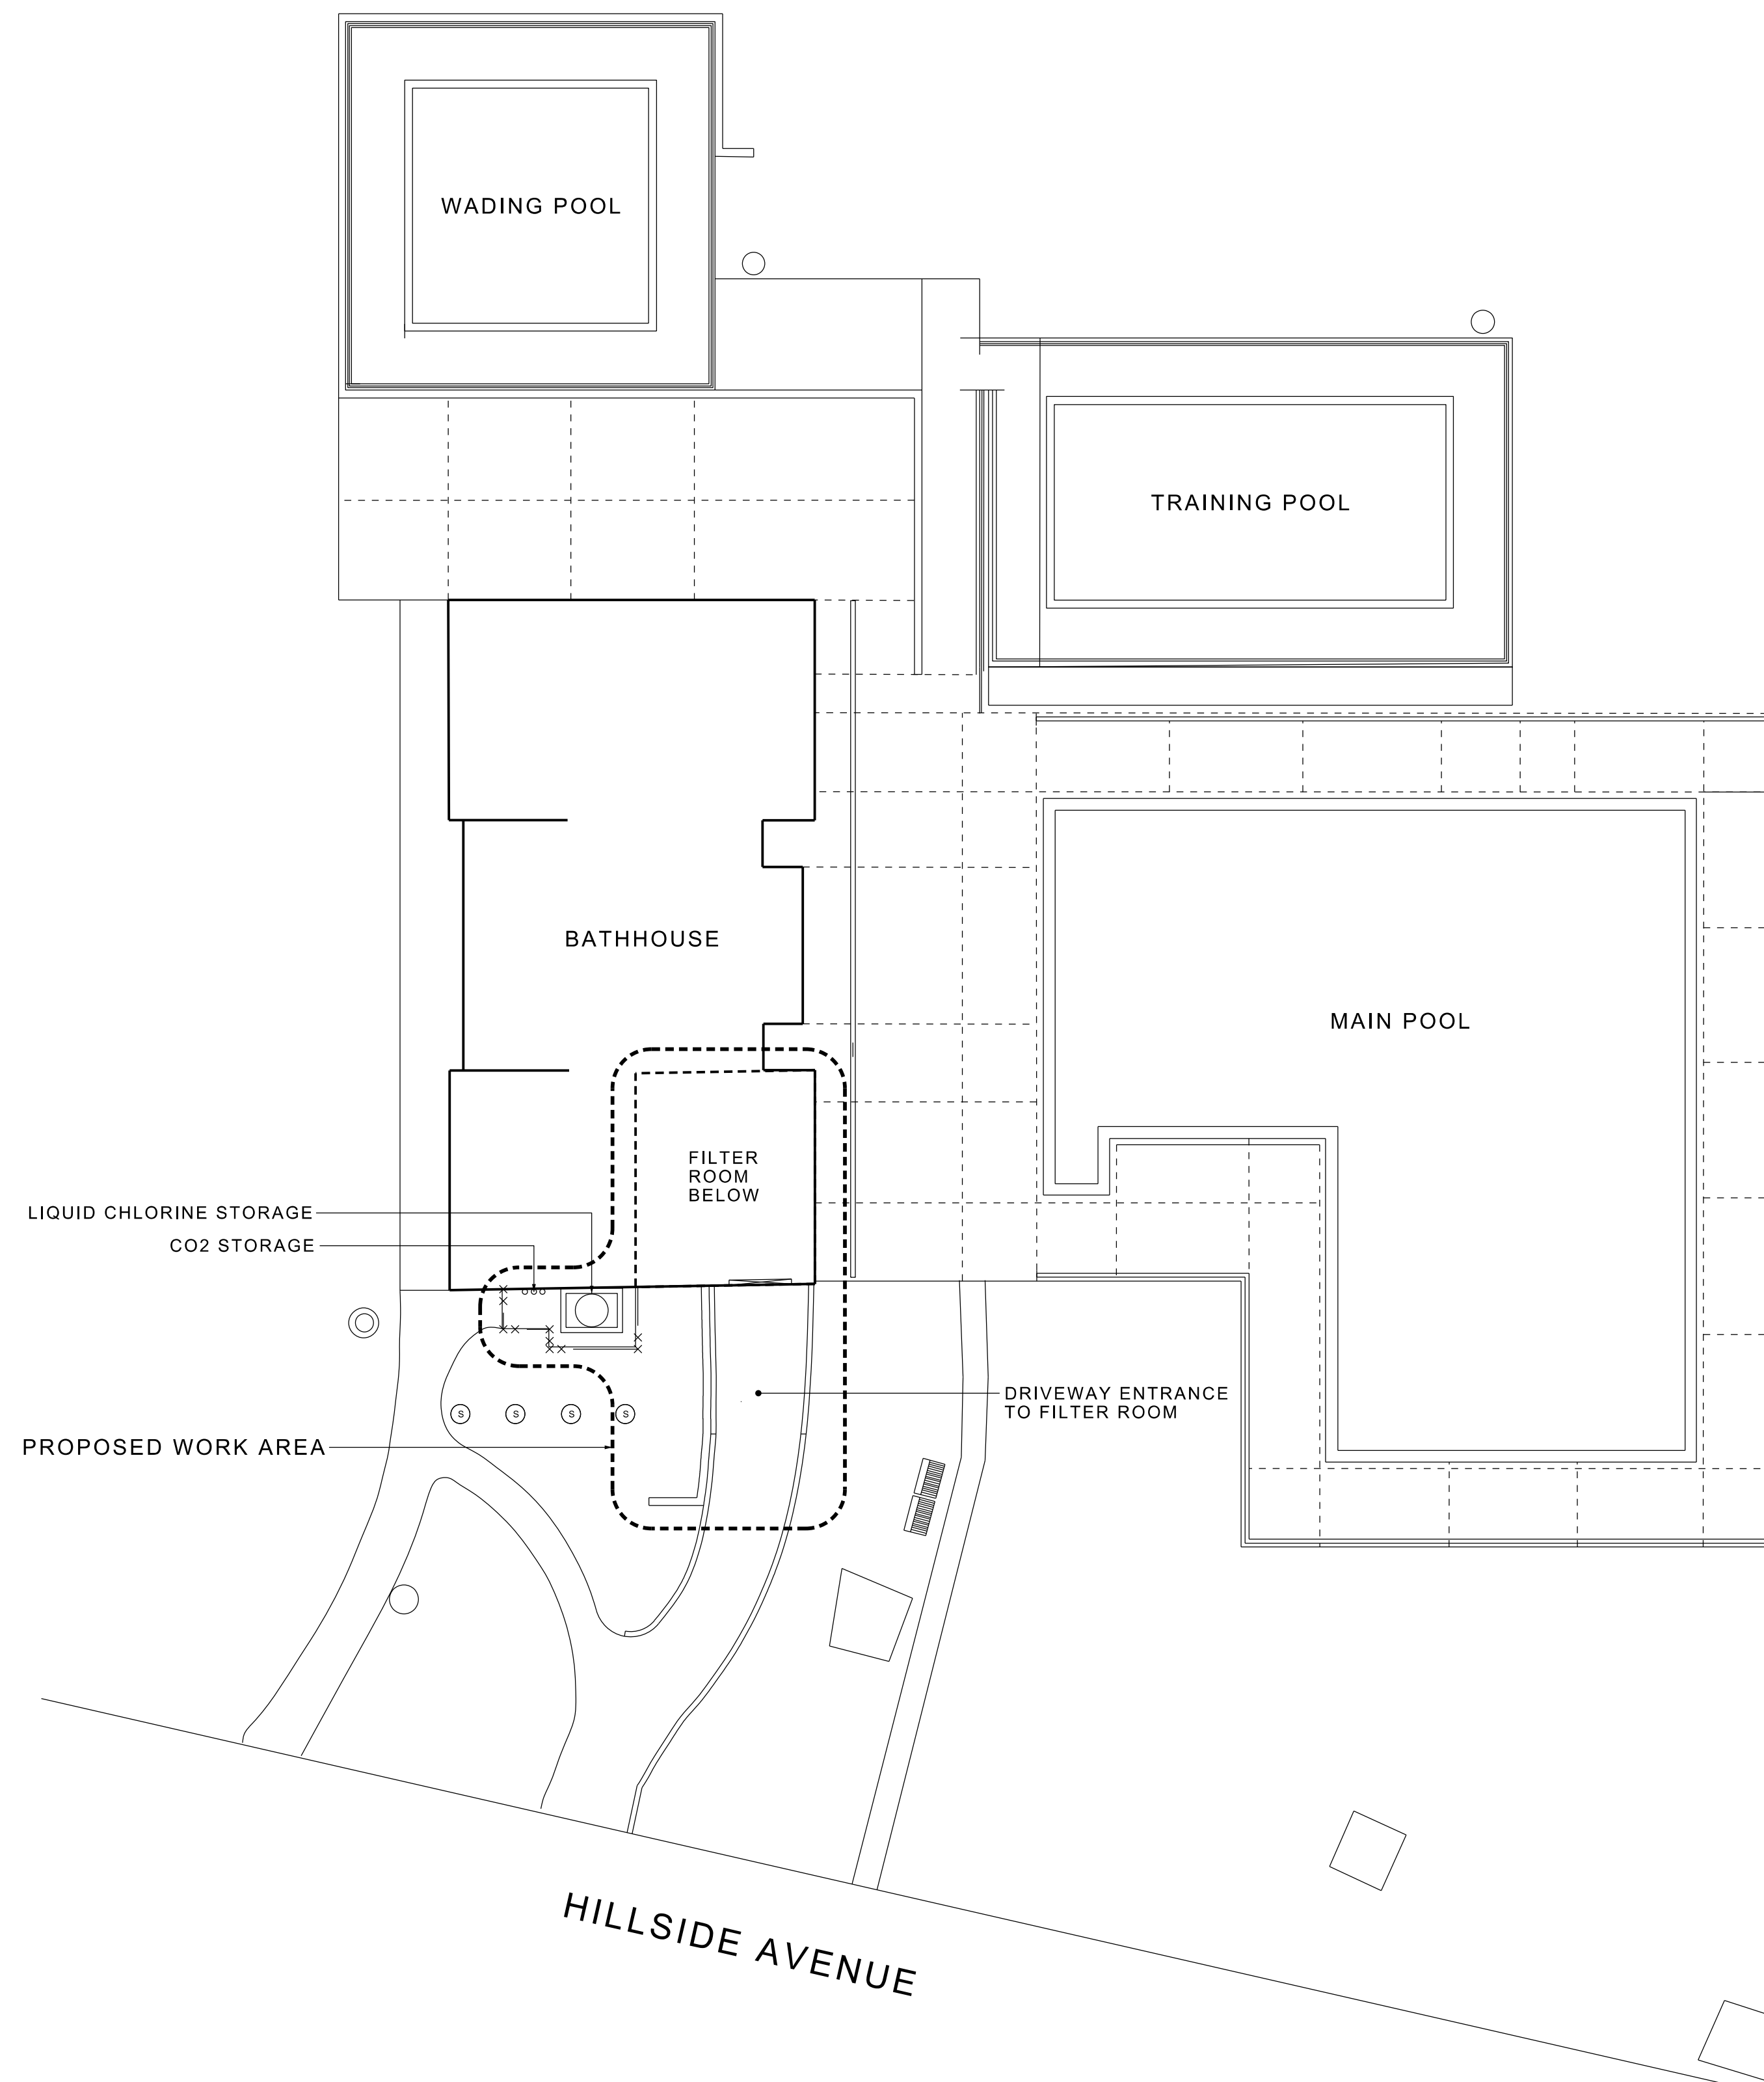 WADING POOL
TRAINING POOL
BATHHOUSE
MAIN POOL
FILTER
ROOM
BELOW
LIQUID CHLORINE STORAGE
CO2 STORAGE
DRIVEWAY ENTRANCE
TO FILTER ROOM
S S S S
PROPOSED WORK AREA
HILLSIDE AVENUE